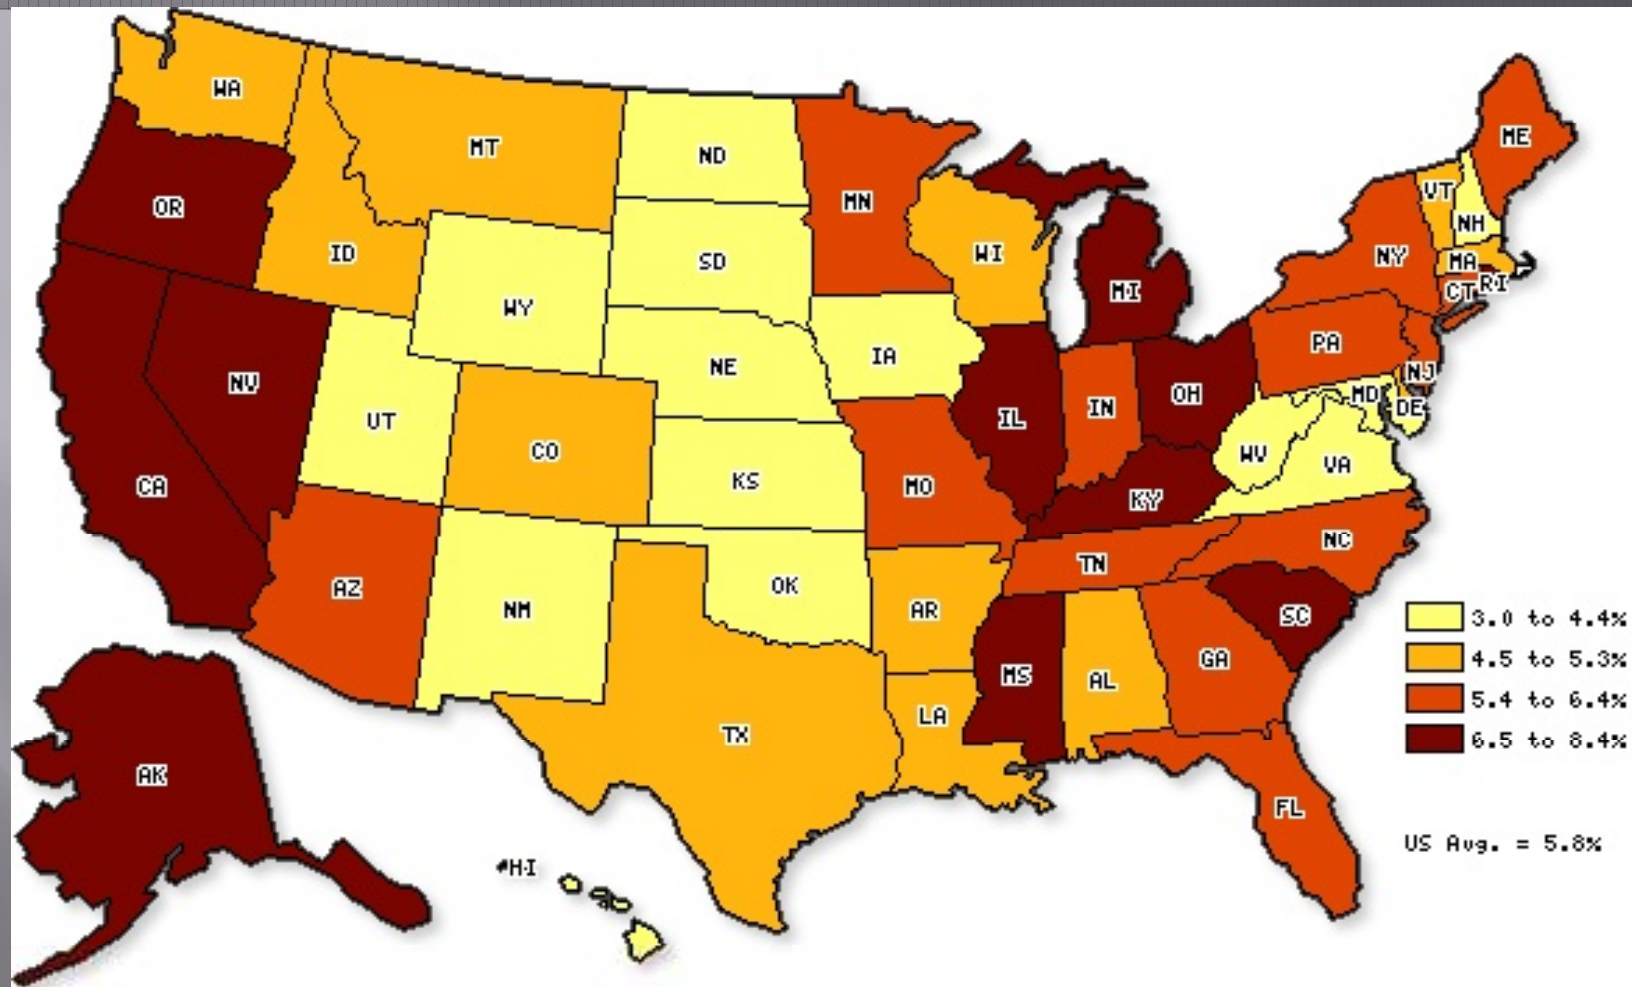 WA
MT
ND
MN
ME
OR
ID
SD
WI
VT
NH
NY
MA
WY
MI
CT
RI
NE
IA
PA
NJ
NV
UT
OH
MD
DE
IN
IL
CO
WV
VA
CA
KS
MO
KY
NC
TN
AZ
NM
OK
AR
SC
GA
MS
AL
LA
TX
AK
FL
*HI
3.0 to 4.4%
4.5 to 5.3%
5.4 to 6.4%
6.5 to 8.4%
US Avg. = 5.8%